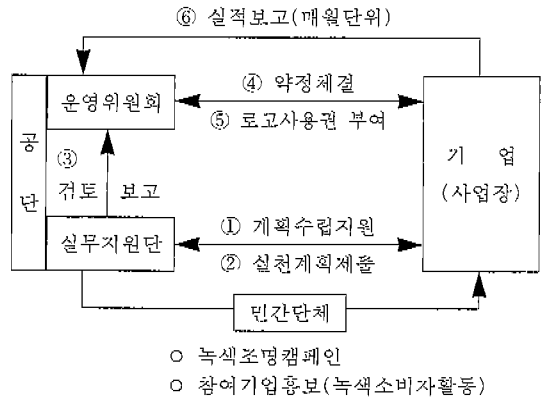 ⑥ 실적보고(매월단위)
운영위원회
④ 약정체결
⑤ 로고사용권 부여
공단
③
검토 보고
기 업
(사업장)
실무지원단
① 계획수립지원
② 실천계획제출
민간단체
○ 녹색조명캠페인
○ 참여기업홍보(녹색소비자활동)